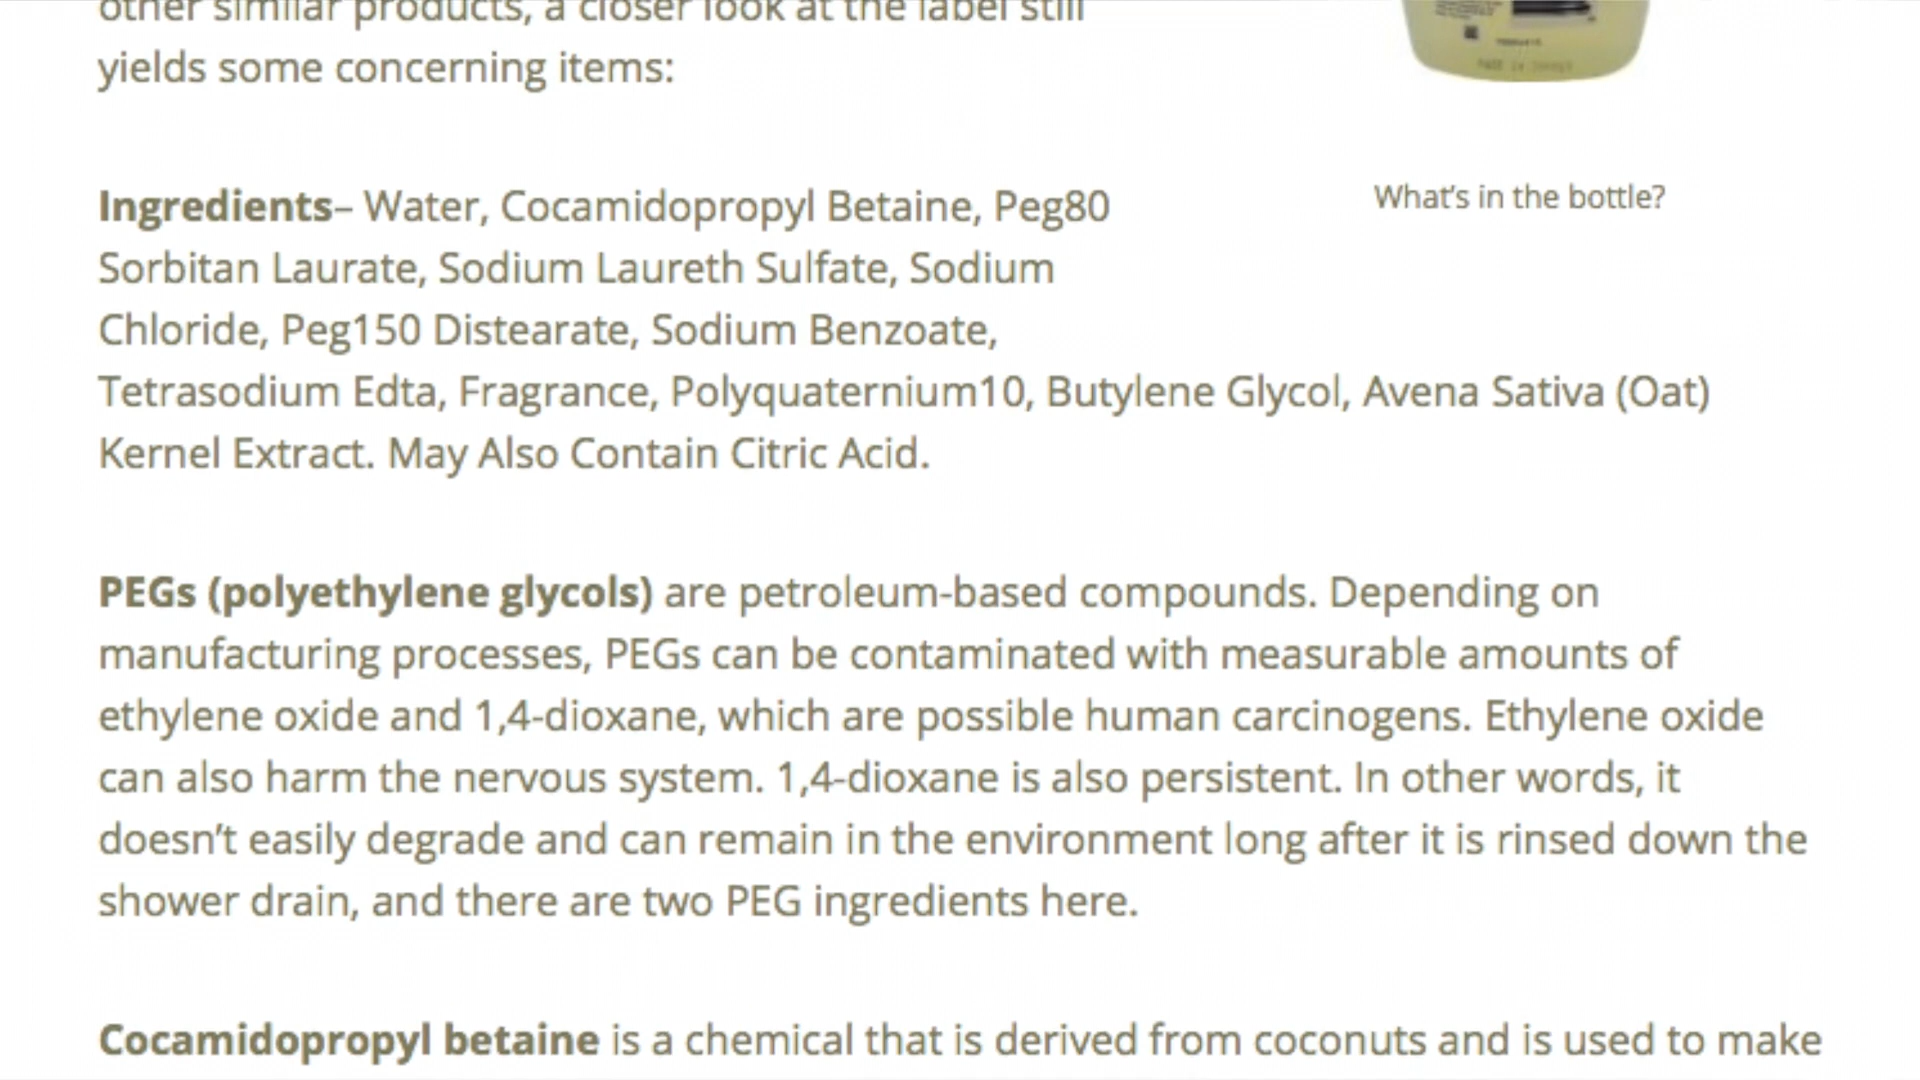 other similar products, a closer look at the label still
yields some concerning items:
Ingredients– Water, Cocamidopropyl Betaine, Peg80
Sorbitan Laurate, Sodium Laureth Sulfate, Sodium
Chloride, Peg150 Distearate, Sodium Benzoate,
Tetrasodium Edta, Fragrance, Polyquaternium10, Butylene Glycol, Avena Sativa (Oat)
Kernel Extract. May Also Contain Citric Acid.
What's in the bottle?
PEGs (polyethylene glycols) are petroleum-based compounds. Depending on
manufacturing processes, PEGs can be contaminated with measurable amounts of
ethylene oxide and 1,4-dioxane, which are possible human carcinogens. Ethylene oxide
can also harm the nervous system. 1,4-dioxane is also persistent. In other words, it
doesn't easily degrade and can remain in the environment long after it is rinsed down the
shower drain, and there are two PEG ingredients here.
Cocamidopropyl betaine is a chemical that is derived from coconuts and is used to make